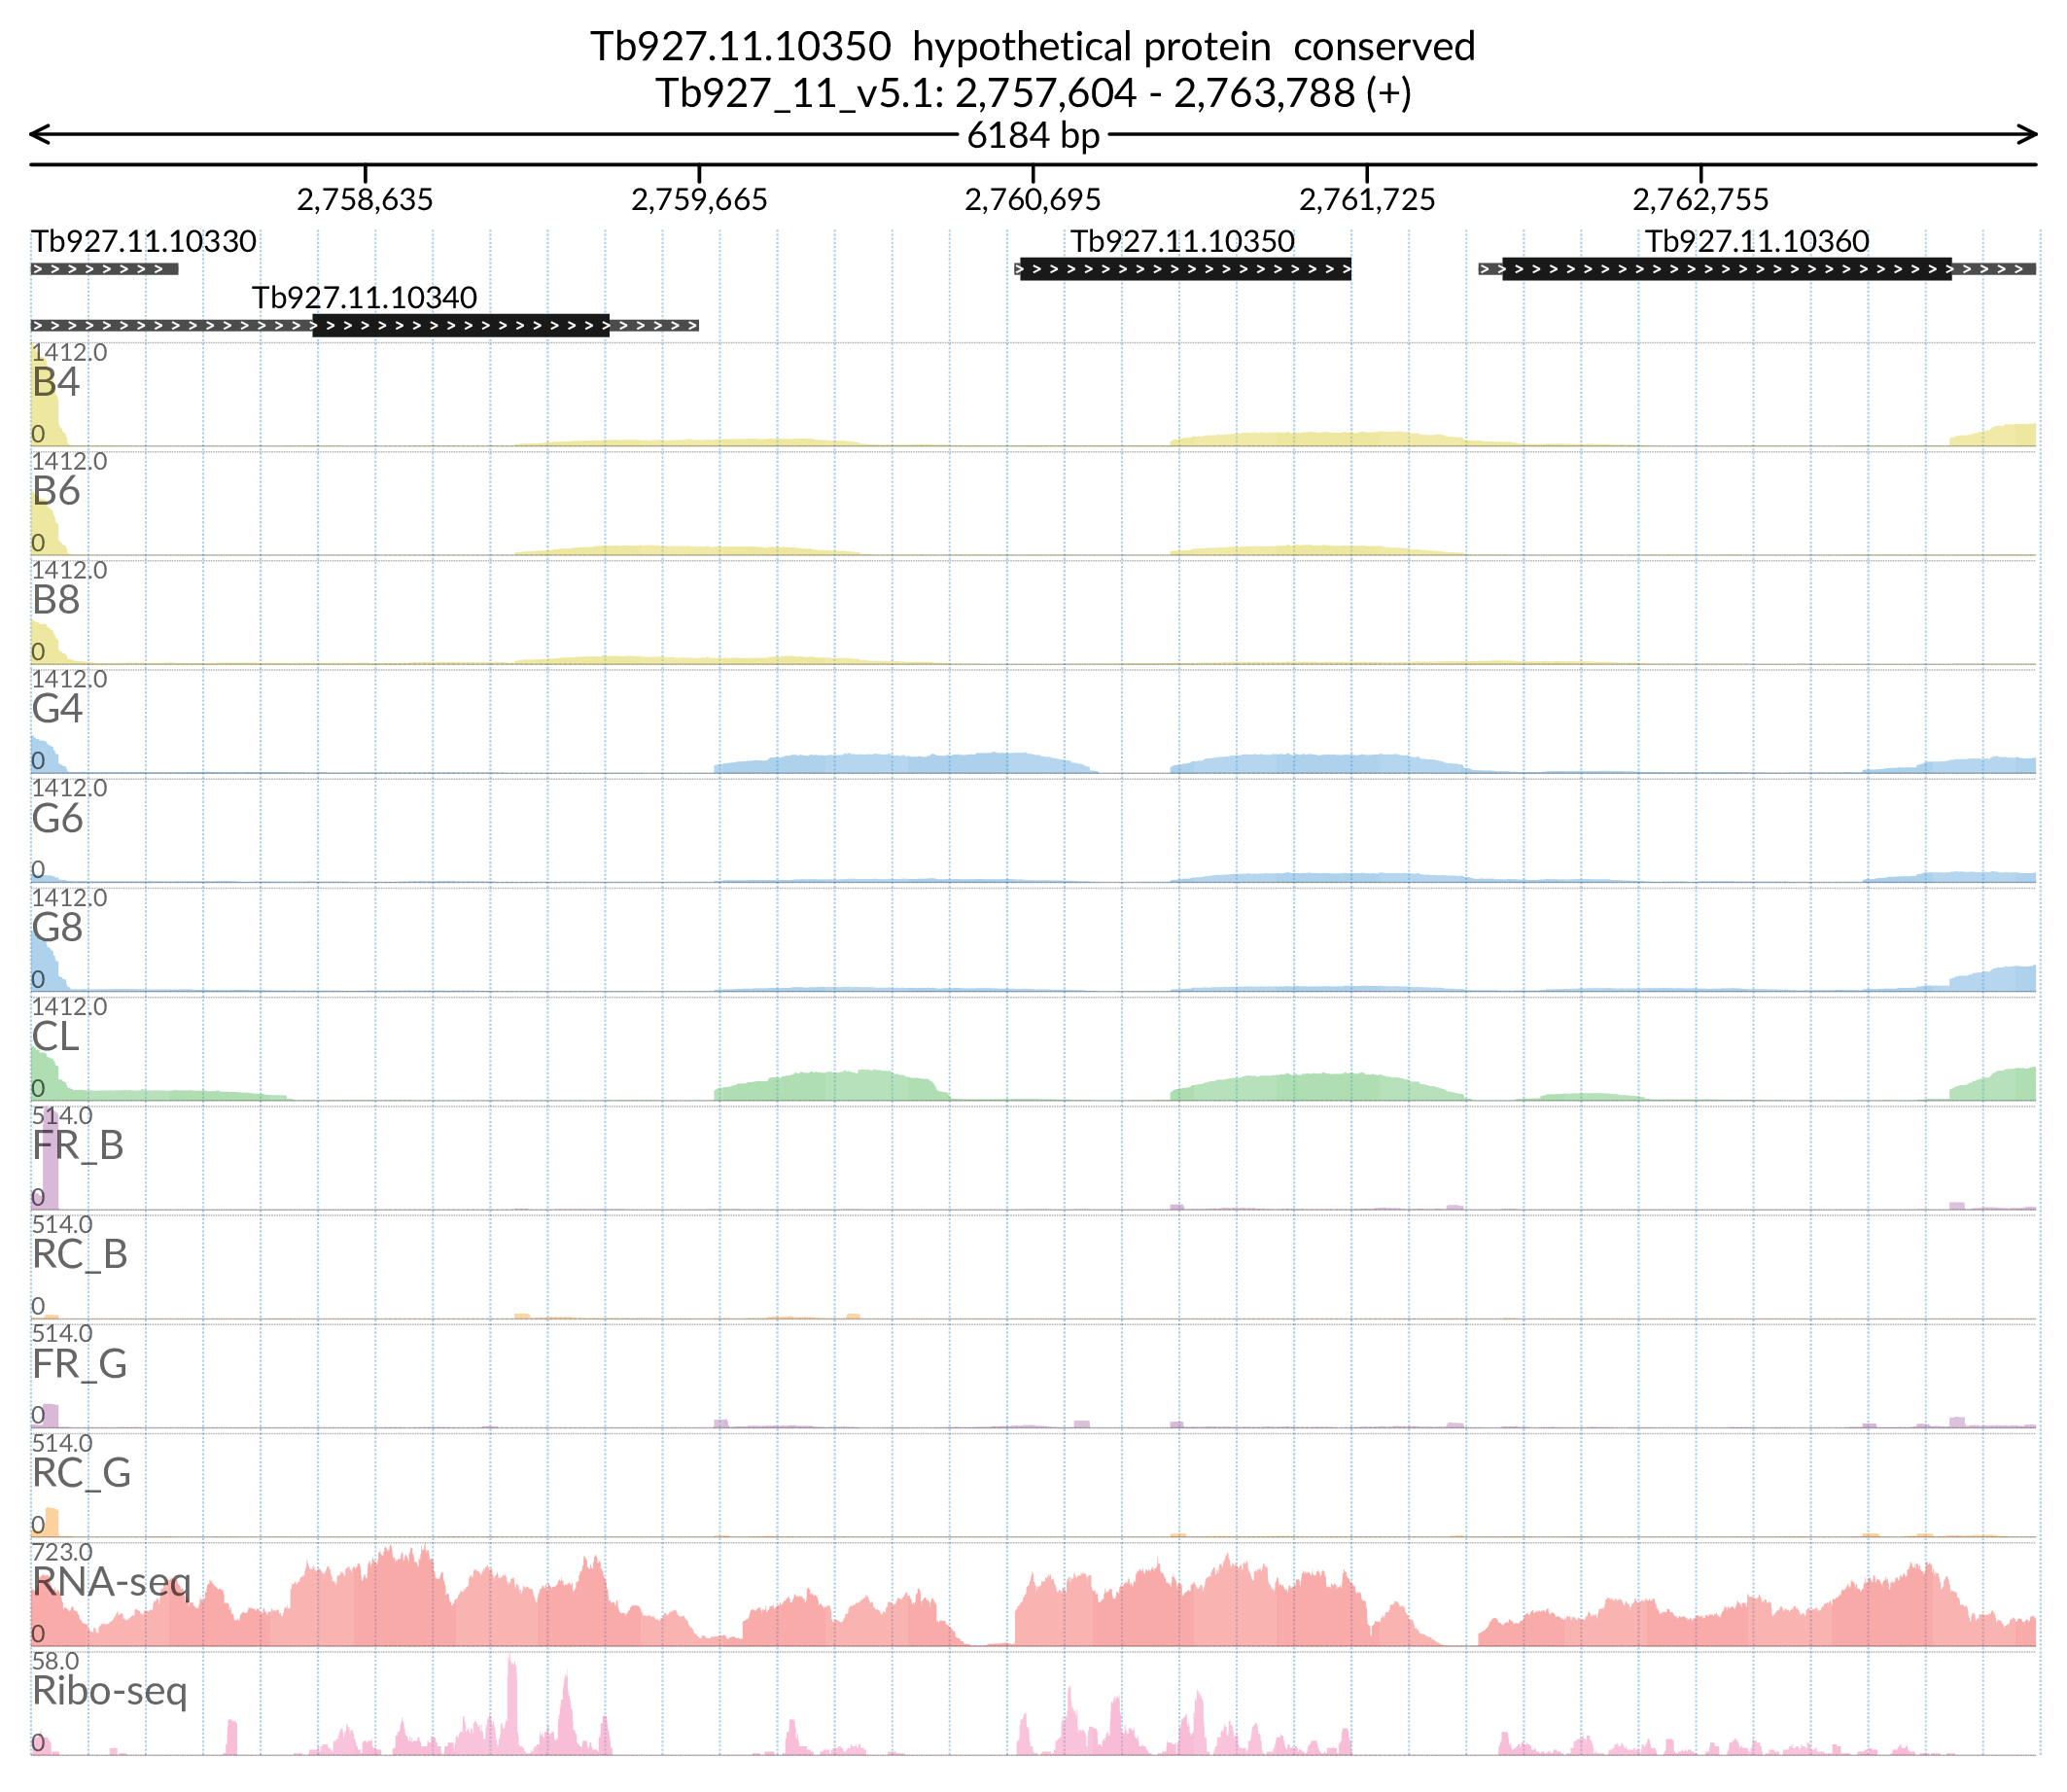 Tb927.11.10350  hypothetical protein  conserved
Tb927_11_v5.1: 2,757,604 - 2,763,788 (+)
6184 bp
2,758,635 2,759,665 2,760,695 2,761,725 2,762,755
Tb927.11.10330 Tb927.11.10350 Tb927.11.10360
Tb927.11.10340
1412.0
B4
0
1412.0
B6
0
1412.0
B8
0
1412.0
G4
0
1412.0
G6
0
1412.0
G8
0
1412.0
CL
0
514.0
FR_B
0
514.0
RC_B
0
514.0
FR_G
0
514.0
RC_G
0
723.0
RNA-seq
0
58.0
Ribo-seq
0